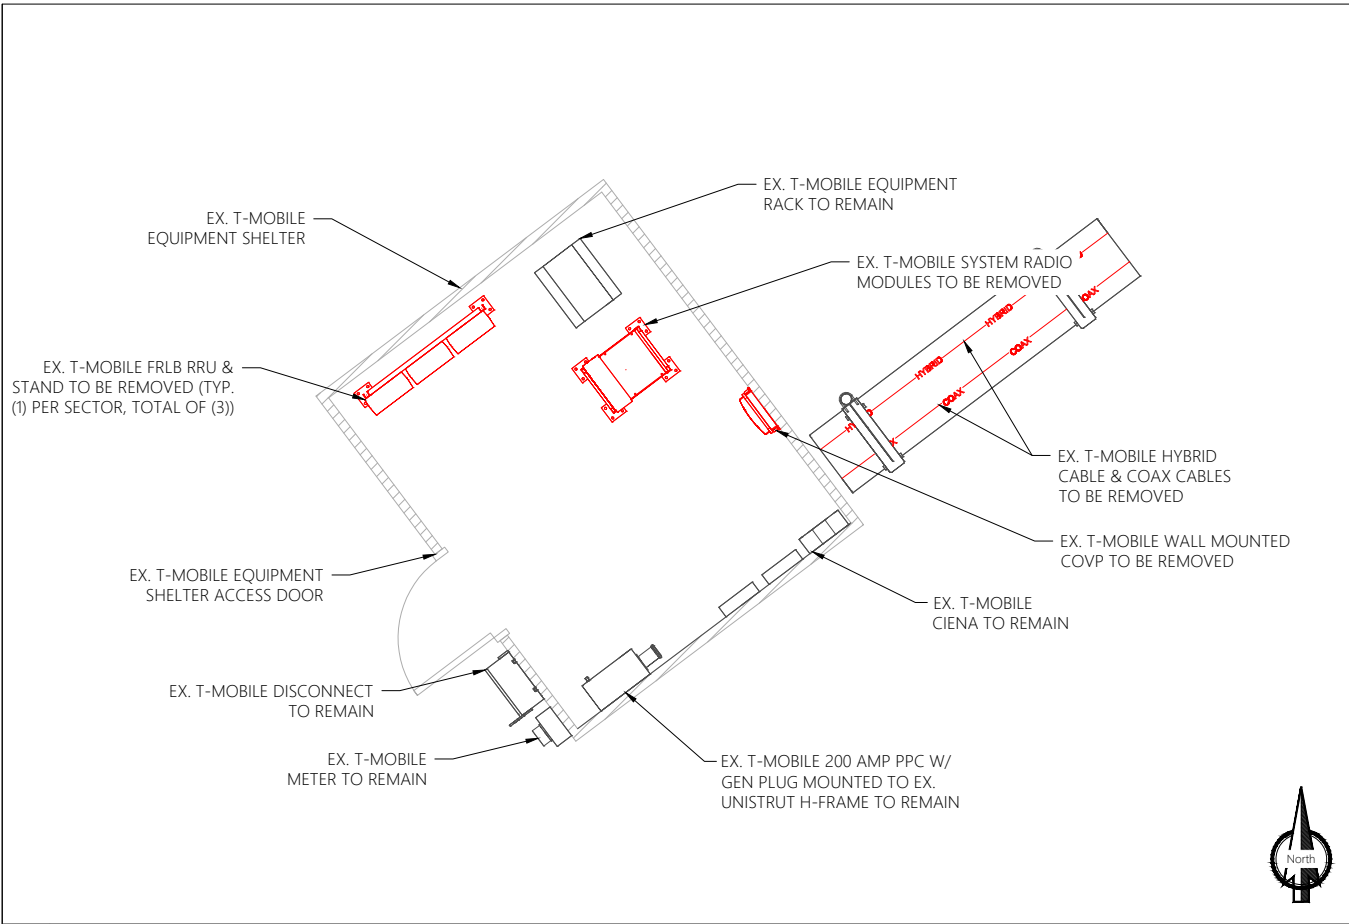 EX. T-MOBILE EQUIPMENT
RACK TO REMAIN
EX. T-MOBILE
EQUIPMENT SHELTER
EX. T-MOBILE SYSTEM RADIO
MODULES TO BE REMOVED
HYBRID
COAX
HYBRID
COAX
EX. T-MOBILE FRLB RRU &
STAND TO BE REMOVED (TYP.
(1) PER SECTOR, TOTAL OF (3))
EX. T-MOBILE HYBRID
CABLE & COAX CABLES
TO BE REMOVED
EX. T-MOBILE WALL MOUNTED
COVP TO BE REMOVED
EX. T-MOBILE EQUIPMENT
SHELTER ACCESS DOOR
EX. T-MOBILE
CIENA TO REMAIN
EX. T-MOBILE DISCONNECT
TO REMAIN
EX. T-MOBILE
METER TO REMAIN
EX. T-MOBILE 200 AMP PPC W/
GEN PLUG MOUNTED TO EX.
UNISTRUT H-FRAME TO REMAIN
North